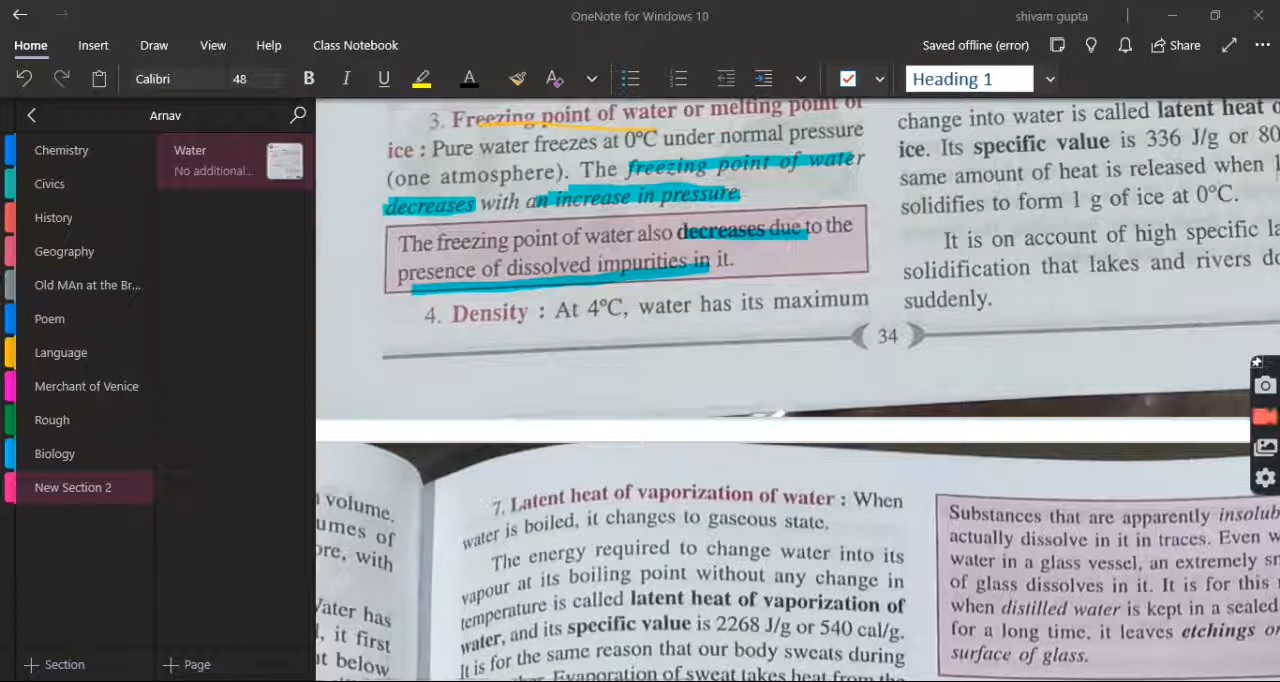 OneNote for Windows 10
shivam gupta
Home Insert Draw View Help Class Notebook
Saved offline (error)
Share
Calibri 48
B I U A
Heading 1
Arnav
Chemistry
Civics
History
Geography
Old MAn at the Br...
Poem
Language
Merchant of Venice
Rough
Biology
New Section 2
+ Section
Water
No additional...
+ Page
3. Freezing point of water or melting point of
ice : Pure water freezes at 0°C under normal pressure
(one atmosphere). The freezing point of water
decreases with an increase in pressure.
The freezing point of water also decreases due to the
presence of dissolved impurities in it.
4. Density : At 4°C, water has its maximum
change into water is called latent heat
ice. Its specific value is 336 J/g or 80
same amount of heat is released when
solidifies to form 1 g of ice at 0°C.
It is on account of high specific la
solidification that lakes and rivers do
suddenly.
34
volume.
umes of
ore, with
Water has
, it first
at below
7. Latent heat of vaporization of water : When
water is boiled, it changes to gaseous state.
The energy required to change water into its
vapour at its boiling point without any change in
temperature is called latent heat of vaporization of
water, and its specific value is 2268 J/g or 540 cal/g.
It is for the same reason that our body sweats during
Evaporation of sweat takes heat from the
Substances that are apparently insolub
actually dissolve in it in traces. Even w
water in a glass vessel, an extremely sm
of glass dissolves in it. It is for this
when distilled water is kept in a sealed
for a long time, it leaves etchings on
surface of glass.